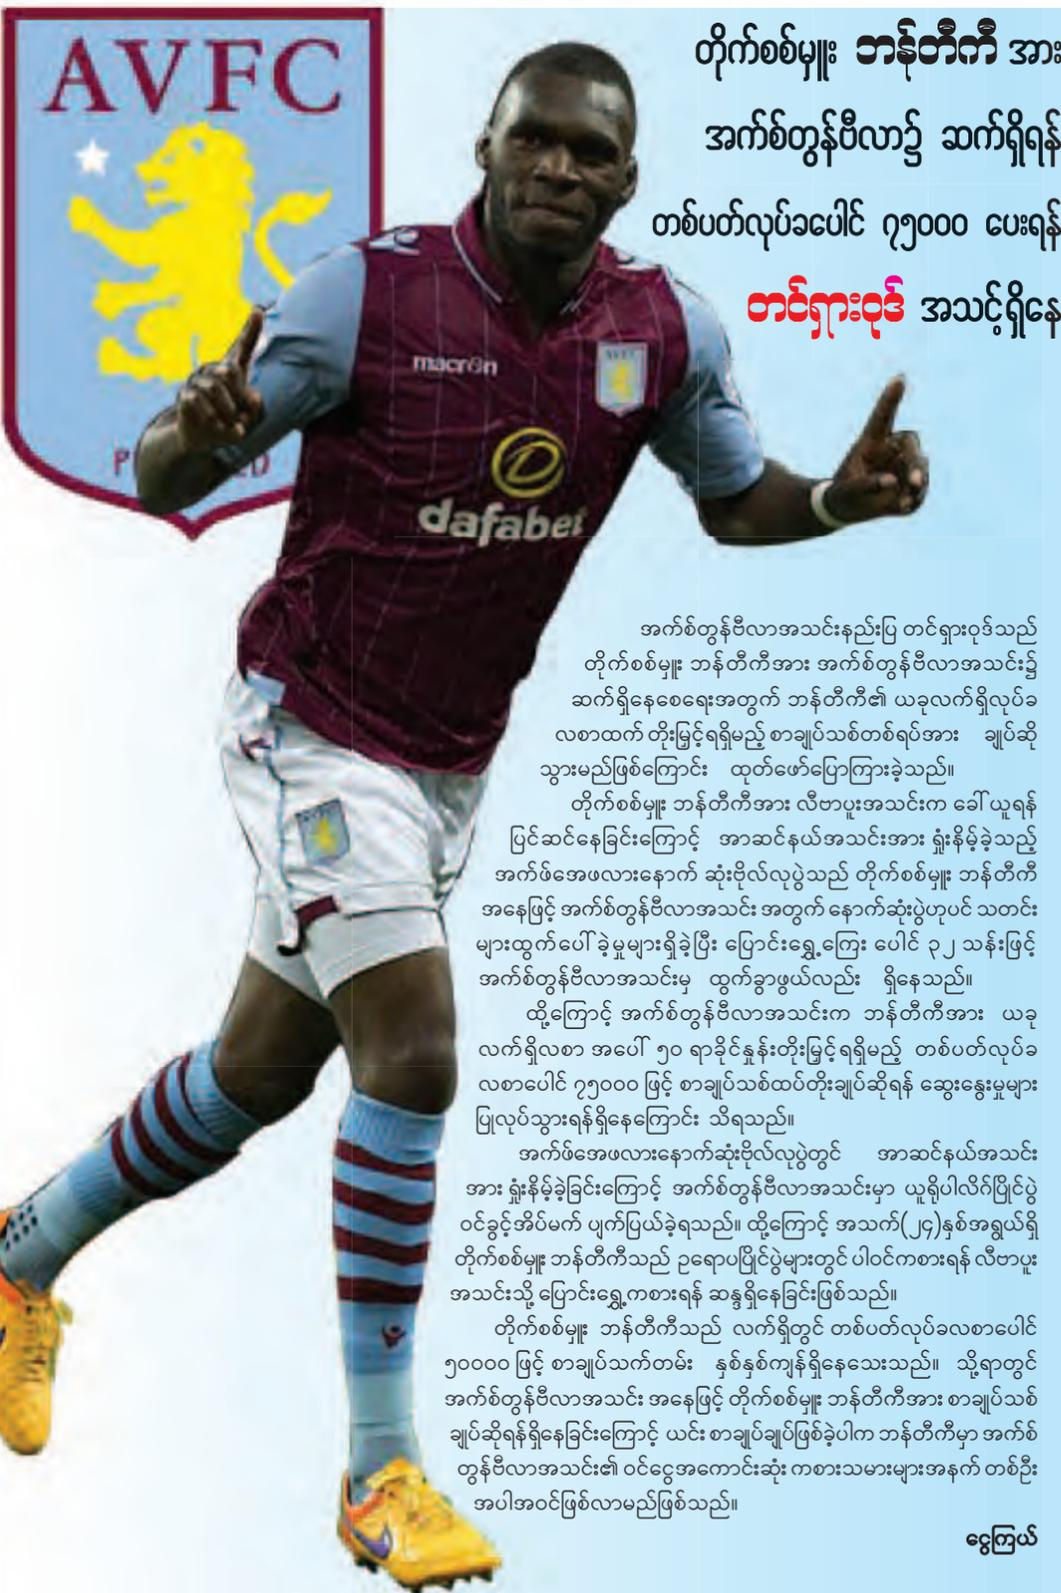 AVFC
တိုက်စစ်မှူး ဘန်တီကီ အား
အက်စ်တွန်ဗီလာ၌ ဆက်ရှိရန်
တစ်ပတ်လုပ်ခပေါင် ၇၅၀၀၀ ပေးရန်
တင်ရှားဝုဒ် အသင့်ရှိနေ
macron
AVFC
dafabet
အက်စ်တွန်ဗီလာအသင်းနည်းပြ တင်ရှားဝုဒ်သည်
တိုက်စစ်မှူး ဘန်တီကီအား အက်စ်တွန်ဗီလာအသင်း၌
ဆက်ရှိနေစေရေးအတွက် ဘန်တီကီ၏ ယခုလက်ရှိလုပ်ခ
လစာထက် တိုးမြှင့်ရရှိမည့် စာချုပ်သစ်တစ်ရပ်အား ချုပ်ဆို
သွားမည်ဖြစ်ကြောင်း ထုတ်ဖော်ပြောကြားခဲ့သည်။
တိုက်စစ်မှူး ဘန်တီကီအား လီဗာပူးအသင်းက ခေါ်ယူရန်
ပြင်ဆင်နေခြင်းကြောင့် အာဆင်နယ်အသင်းအား ရှုံးနိမ့်ခဲ့သည့်
အက်ဖ်အေဖလားနောက် ဆုံးဗိုလ်လုပွဲသည် တိုက်စစ်မှူး ဘန်တီကီ
အနေဖြင့် အက်စ်တွန်ဗီလာအသင်း အတွက် နောက်ဆုံးပွဲဟုပင် သတင်း
များထွက်ပေါ်ခဲ့မှုများရှိခဲ့ပြီး ပြောင်းရွှေ့ကြေး ပေါင် ၃၂ သန်းဖြင့်
အက်စ်တွန်ဗီလာအသင်းမှ ထွက်ခွာဖွယ်လည်း ရှိနေသည်။
ထို့ကြောင့် အက်စ်တွန်ဗီလာအသင်းက ဘန်တီကီအား ယခု
လက်ရှိလစာ အပေါ် ၅၀ ရာခိုင်နှုန်းတိုးမြှင့်ရရှိမည့် တစ်ပတ်လုပ်ခ
လစာပေါင် ၇၅၀၀၀ ဖြင့် စာချုပ်သစ်ထပ်တိုးချုပ်ဆိုရန် ဆွေးနွေးမှုများ
ပြုလုပ်သွားရန်ရှိနေကြောင်း သိရသည်။
အက်ဖ်အေဖလားနောက်ဆုံးဗိုလ်လုပွဲတွင် အာဆင်နယ်အသင်း
အား ရှုံးနိမ့်ခဲ့ခြင်းကြောင့် အက်စ်တွန်ဗီလာအသင်းမှာ ယူရိုပါလိဂ်ပြိုင်ပွဲ
ဝင်ခွင့်အိပ်မက် ပျက်ပြယ်ခဲ့ရသည်။ ထို့ကြောင့် အသက်(၂၄)နှစ်အရွယ်ရှိ
တိုက်စစ်မှူး ဘန်တီကီသည် ဥရောပပြိုင်ပွဲများတွင် ပါဝင်ကစားရန် လီဗာပူး
အသင်းသို့ ပြောင်းရွှေ့ကစားရန် ဆန္ဒရှိနေခြင်းဖြစ်သည်။
တိုက်စစ်မှူး ဘန်တီကီသည် လက်ရှိတွင် တစ်ပတ်လုပ်ခလစာပေါင်
၅၀၀၀၀ ဖြင့် စာချုပ်သက်တမ်း နှစ်နှစ်ကျန်ရှိနေသေးသည်။ သို့ရာတွင်
အက်စ်တွန်ဗီလာအသင်း အနေဖြင့် တိုက်စစ်မှူး ဘန်တီကီအား စာချုပ်သစ်
ချုပ်ဆိုရန်ရှိနေခြင်းကြောင့် ယင်း စာချုပ်ချုပ်ဖြစ်ခဲ့ပါက ဘန်တီကီမှာ အက်စ်
တွန်ဗီလာအသင်း၏ ဝင်ငွေအကောင်းဆုံး ကစားသမားများအနက် တစ်ဦး
အပါအဝင်ဖြစ်လာမည်ဖြစ်သည်။
ငွေကြယ်